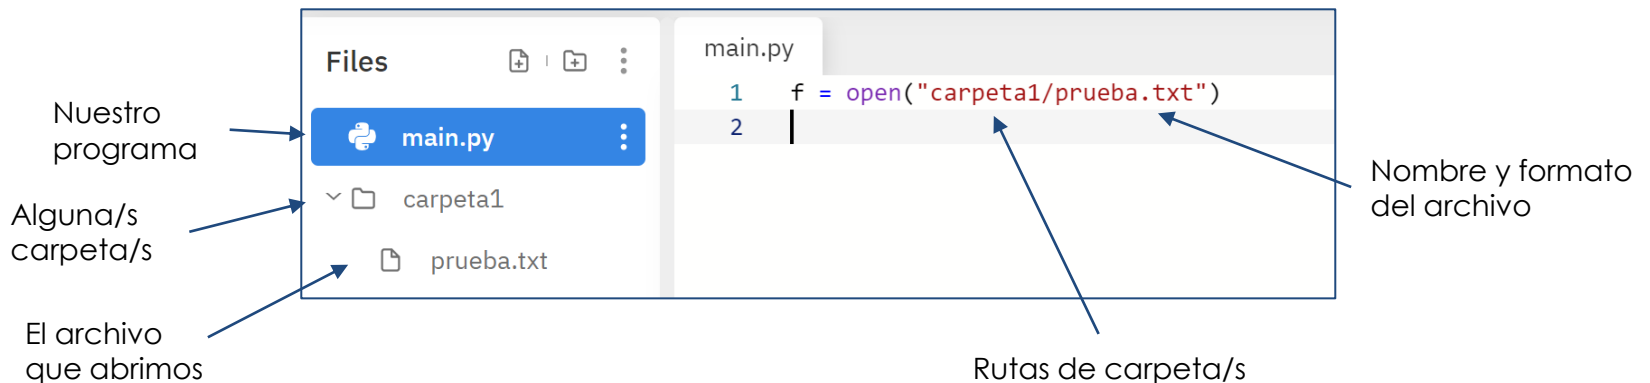 Files
main.py
carpeta1
prueba.txt
main.py
1 f = open("carpeta1/prueba.txt")
2
Nuestro
programa
Alguna/s
carpeta/s
El archivo
que abrimos
Nombre y formato
del archivo
Rutas de carpeta/s